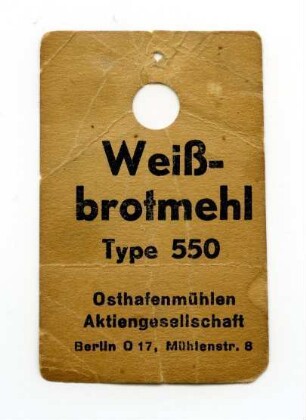 Weiß-
brotmehl
Type 550
Osthafenmühlen
Aktiengesellschaft
Berlin O 17, Mühlenstr. 8